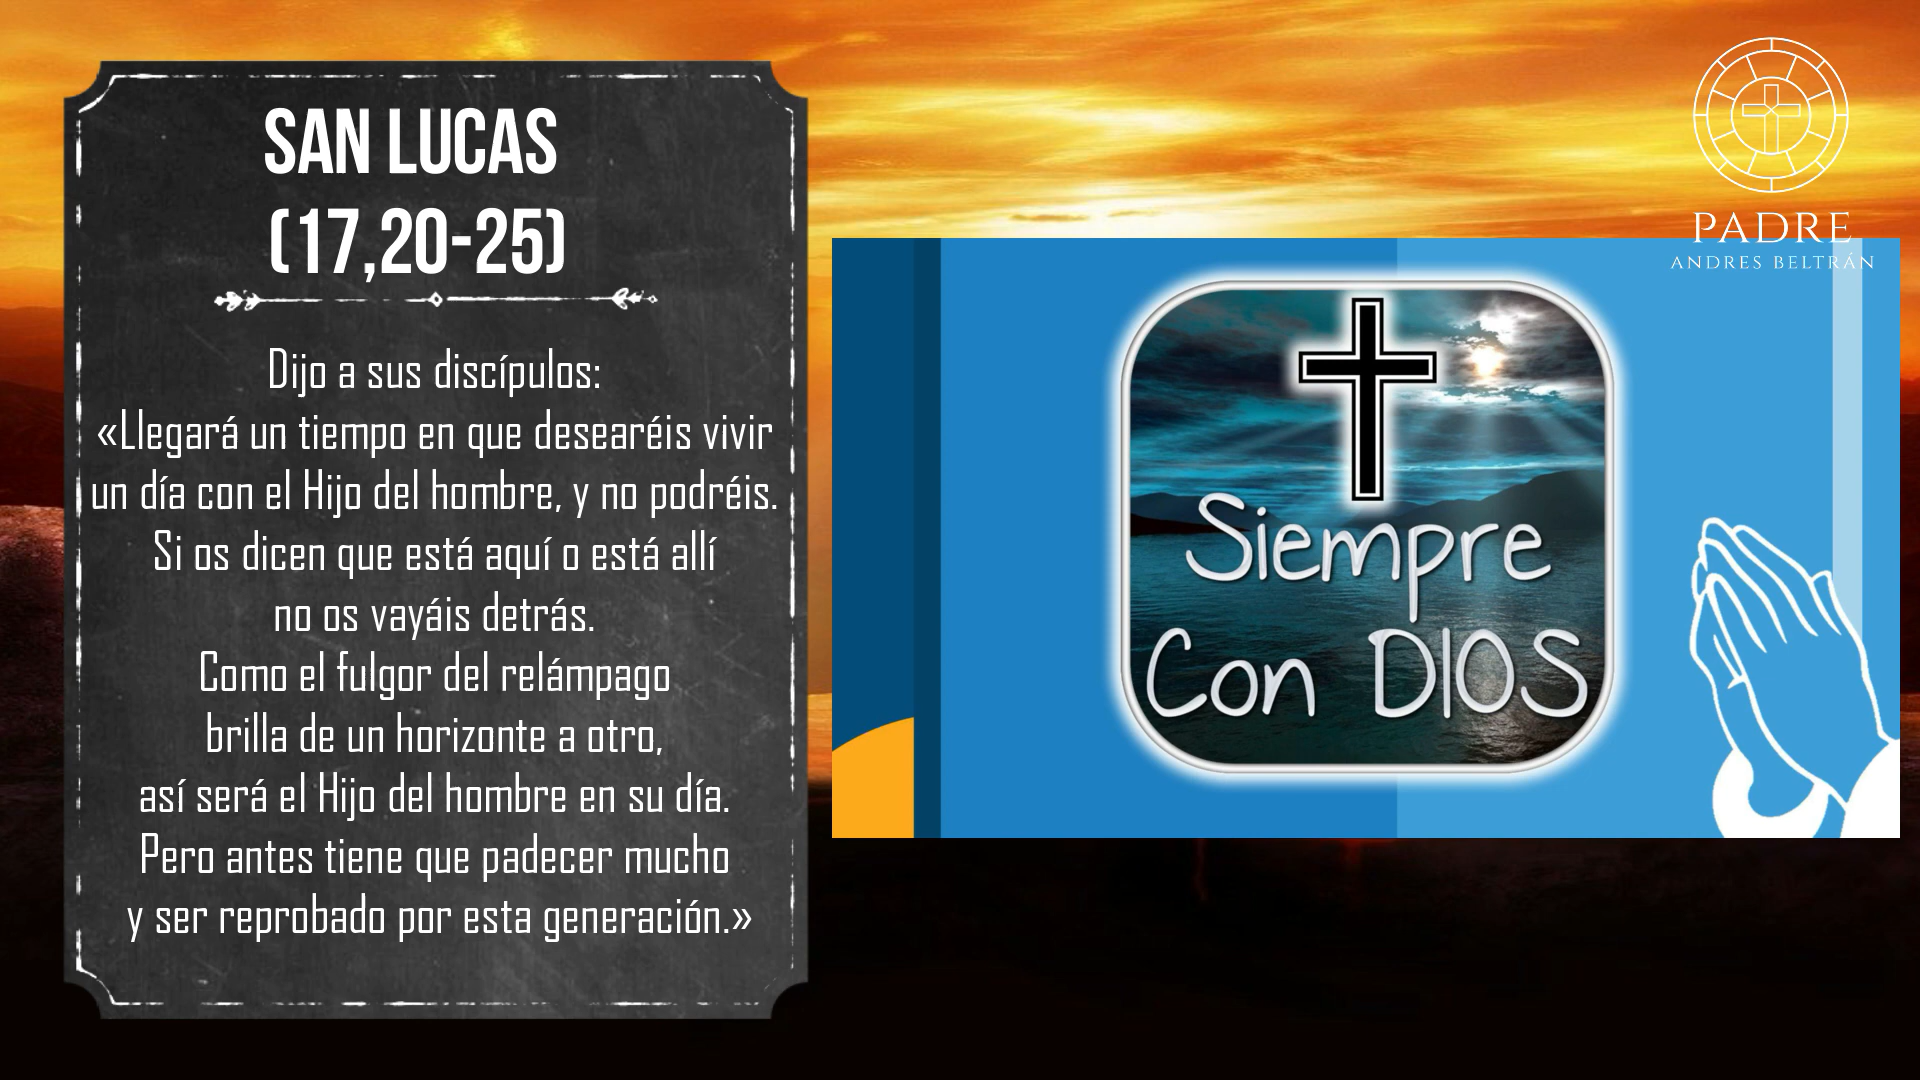 SAN LUCAS
(17,20-25)
Dijo a sus discípulos:
«Llegará un tiempo en que desearéis vivir
un día con el Hijo del hombre, y no podréis.
Si os dicen que está aquí o está allí
no os vayáis detrás.
Como el fulgor del relámpago
brilla de un horizonte a otro,
así será el Hijo del hombre en su día.
Pero antes tiene que padecer mucho
y ser reprobado por esta generación.»
PADRE
ANDRES BELTRÁN
Siempre
Con DIOS